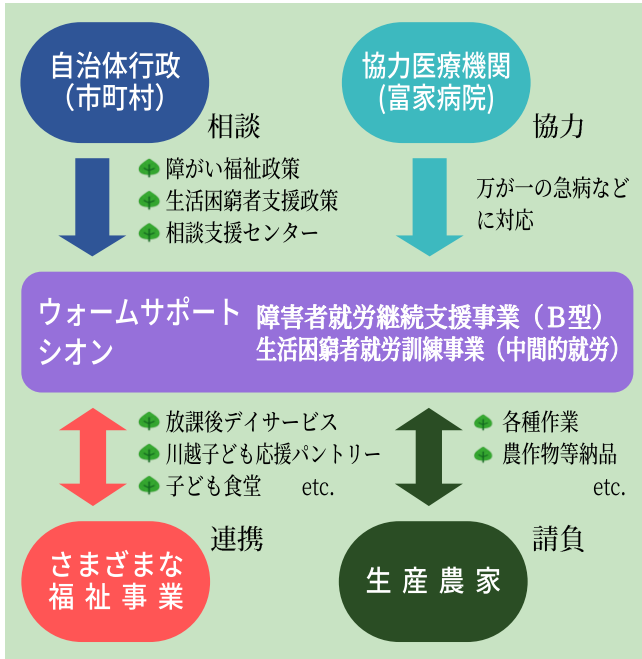 自治体行政
（市町村）
相談
障がい福祉政策
生活困窮者支援政策
相談支援センター
協力医療機関
(富家病院)
協力
万が一の急病など
に対応
ウォームサポート
シオン
障害者就労継続支援事業（Ｂ型）
生活困窮者就労訓練事業（中間的就労）
放課後デイサービス
川越子ども応援パントリー
子ども食堂　etc.
連携
さまざまな
福祉事業
各種作業
農作物等納品
etc.
請負
生産農家